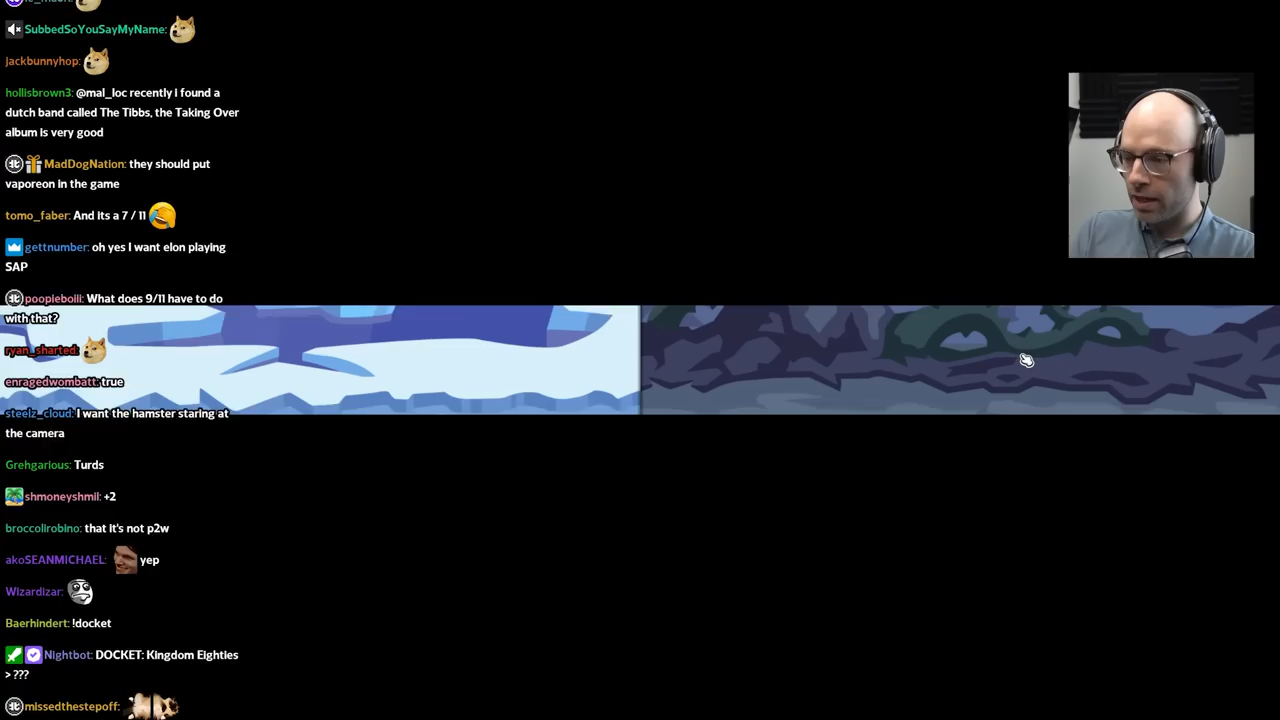 SubbedSoYouSayMyName:
Jackbunnyhop:
hollisbrown3: @mal_loc recently i found a
dutch band called The Tibbs, the Taking Over
album is very good
MadDogNation: they should put
vaporeon in the game
tomo_faber: And its a 7 / 11
gettnumber: oh yes I want elon playing
SAP
poopieboiii: What does 9/11 have to do
with that?
ryan_sharted:
enragedwombatt: true
steelz_cloud: I want the hamster staring at
the camera
Grehgarious: Turds
shmoneyshmil: +2
broccolirobino: that it's not p2w
akoSEANMICHAEL: yep
Wizardizar:
Baerhindert: !docket
Nightbot: DOCKET: Kingdom Eighties
> ???
missedthestepoff: